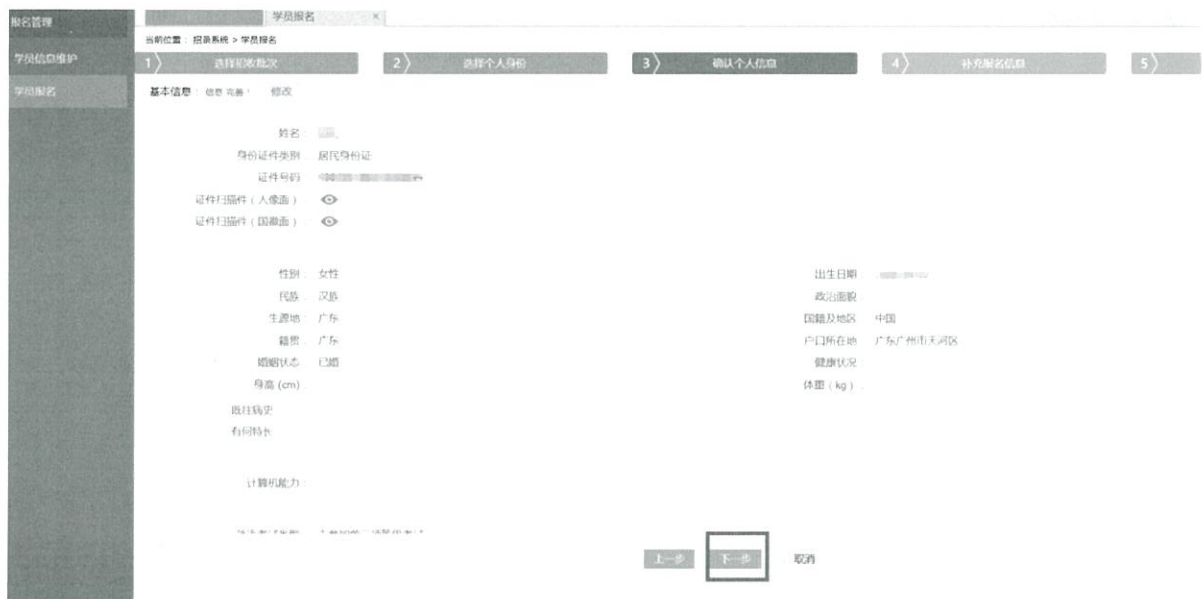 报名管理
学员报名 ×
当前位置： 招录系统 > 学员报名
学员信息维护
1 选择招收批次 2 选择个人身份 3 确认个人信息 4 补充报名信息 5
学员报名
基本信息： 信息 完善！ 修改
姓名：
身份证件类别： 居民身份证
证件号码：
证件扫描件（人像面）：
证件扫描件（国徽面）：
性别： 女性 出生日期：
民族： 汉族 政治面貌：
生源地： 广东 国籍及地区： 中国
籍贯： 广东 户口所在地： 广东广州市天河区
婚姻状态： 已婚 健康状况：
身高 (cm)： 体重（kg）：
既往病史
有何特长
计算机能力：
上一步 下一步 取消